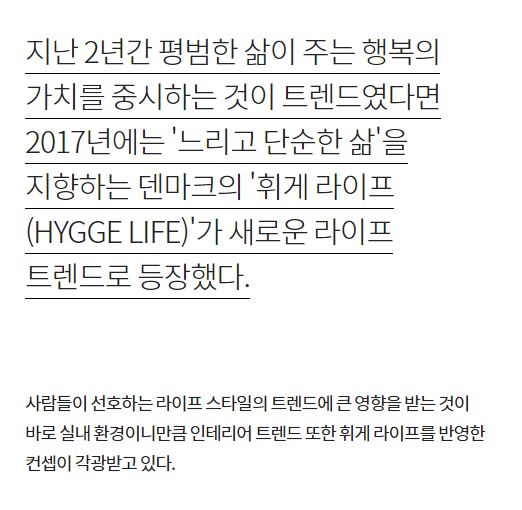 지난 2년간 평범한 삶이 주는 행복의
가치를 중시하는 것이 트렌드였다면
2017년에는 '느리고 단순한 삶'을
지향하는 덴마크의 '휘게 라이프
(HYGGE LIFE)'가 새로운 라이프
트렌드로 등장했다.
사람들이 선호하는 라이프 스타일의 트렌드에 큰 영향을 받는 것이
바로 실내 환경이니만큼 인테리어 트렌드 또한 휘게 라이프를 반영한
컨셉이 각광받고 있다.